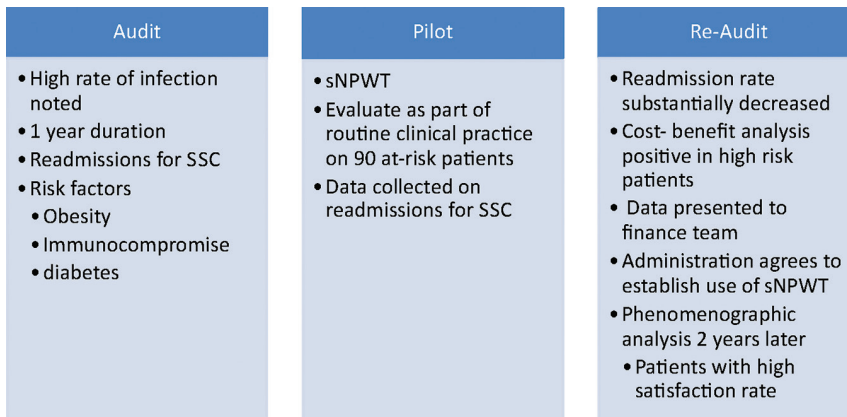 Audit
• High rate of infection
noted
• 1 year duration
• Readmissions for SSC
• Risk factors
• Obesity
• Immunocompromise
• diabetes
Pilot
• sNPWT
• Evaluate as part of
routine clinical practice
on 90 at-risk patients
• Data collected on
readmissions for SSC
Re-Audit
• Readmission rate
substantially decreased
• Cost- benefit analysis
positive in high risk
patients
• Data presented to
finance team
• Administration agrees to
establish use of sNPWT
• Phenomenographic
analysis 2 years later
• Patients with high
satisfaction rate